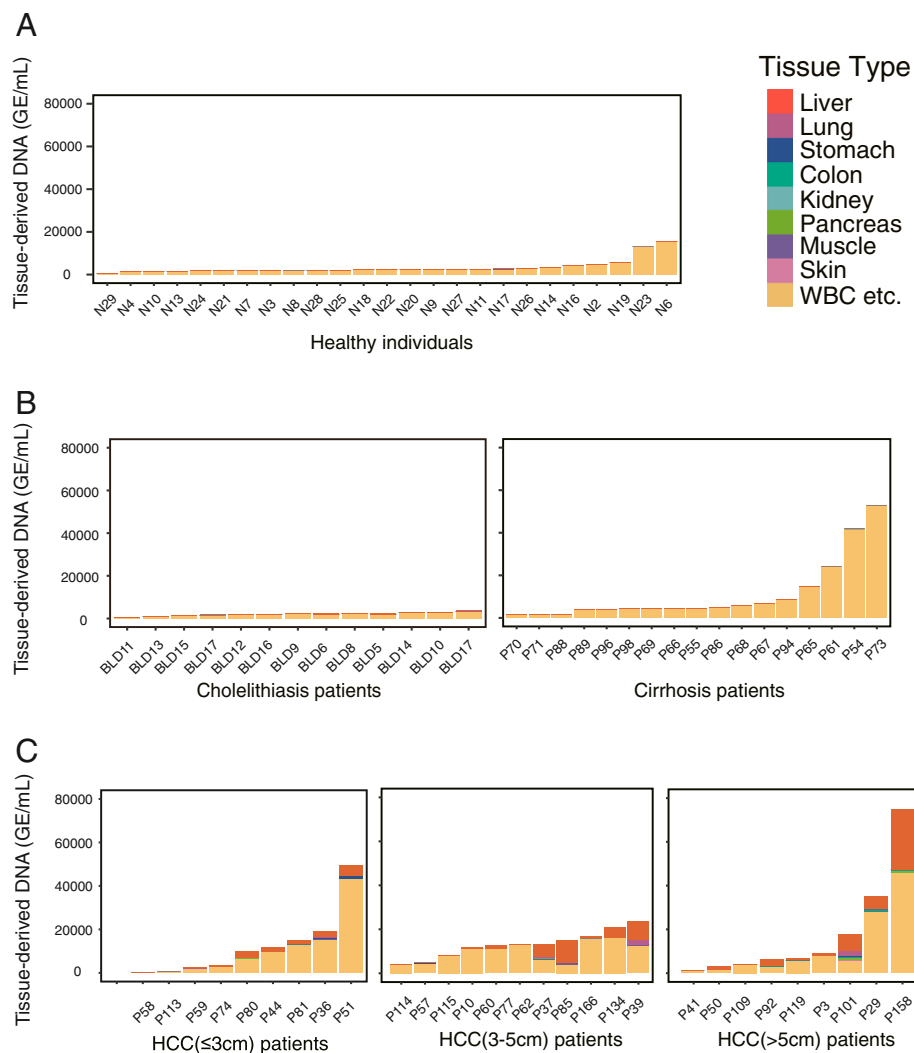 A
Tissue-derived DNA (GE/mL)
80000
60000
40000
20000
0
N29 N4 N10 N13 N24 N21 N7 N3 N8 N28 N25 N18 N22 N20 N9 N27 N11 N17 N26 N14 N16 N2 N19 N23 N6
Healthy individuals
Tissue Type
Liver
Lung
Stomach
Colon
Kidney
Pancreas
Muscle
Skin
WBC etc.
B
Tissue-derived DNA (GE/mL)
80000
60000
40000
20000
0
BLD11 BLD13 BLD15 BLD17 BLD12 BLD16 BLD9 BLD6 BLD8 BLD5 BLD14 BLD10 BLD17
Cholelithiasis patients
P70 P71 P88 P89 P96 P98 P69 P66 P55 P86 P68 P67 P94 P65 P61 P54 P73
Cirrhosis patients
C
Tissue-derived DNA (GE/mL)
80000
60000
40000
20000
0
P58 P113 P59 P74 P80 P44 P81 P36 P51
HCC(≤3cm) patients
P114 P57 P115 P10 P60 P77 P62 P37 P85 P166 P134 P39
HCC(3-5cm) patients
P41 P50 P109 P92 P119 P3 P101 P29 P158
HCC(>5cm) patients